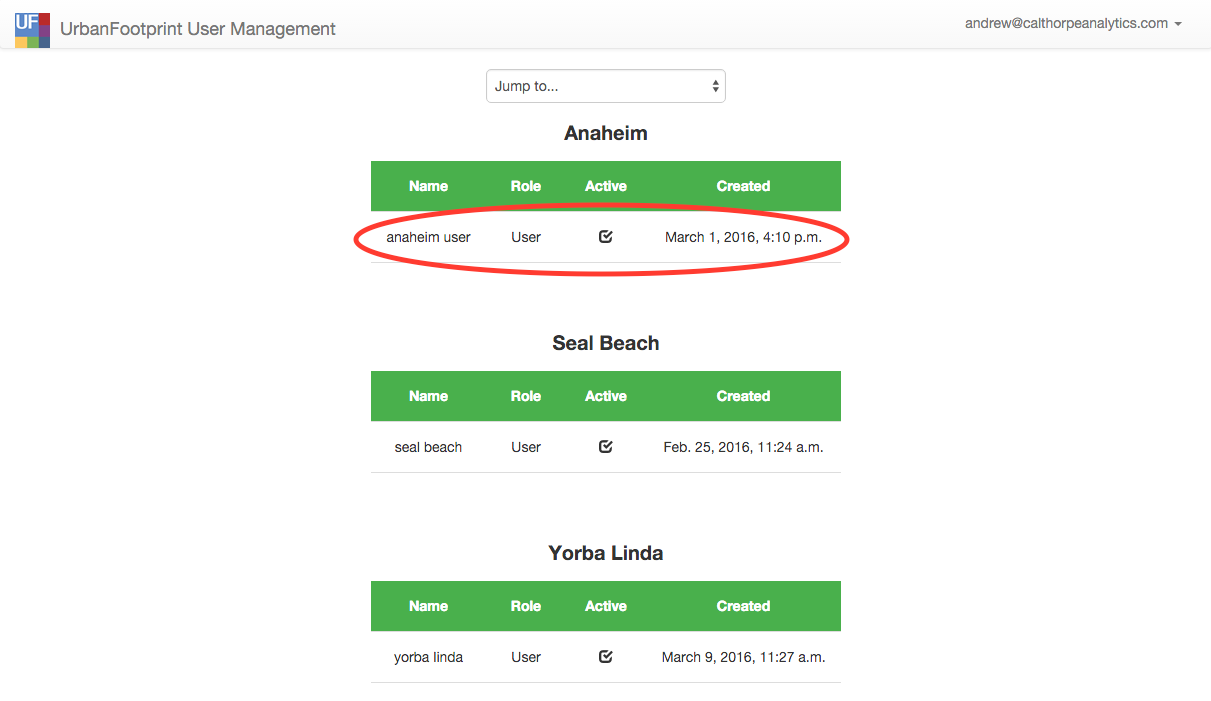 UF
UrbanFootprint User Management
andrew@calthorpeanalytics.com
Jump to...
Anaheim
Name Role Active Created
anaheim user User March 1, 2016, 4:10 p.m.
Seal Beach
Name Role Active Created
seal beach User Feb. 25, 2016, 11:24 a.m.
Yorba Linda
Name Role Active Created
yorba linda User March 9, 2016, 11:27 a.m.